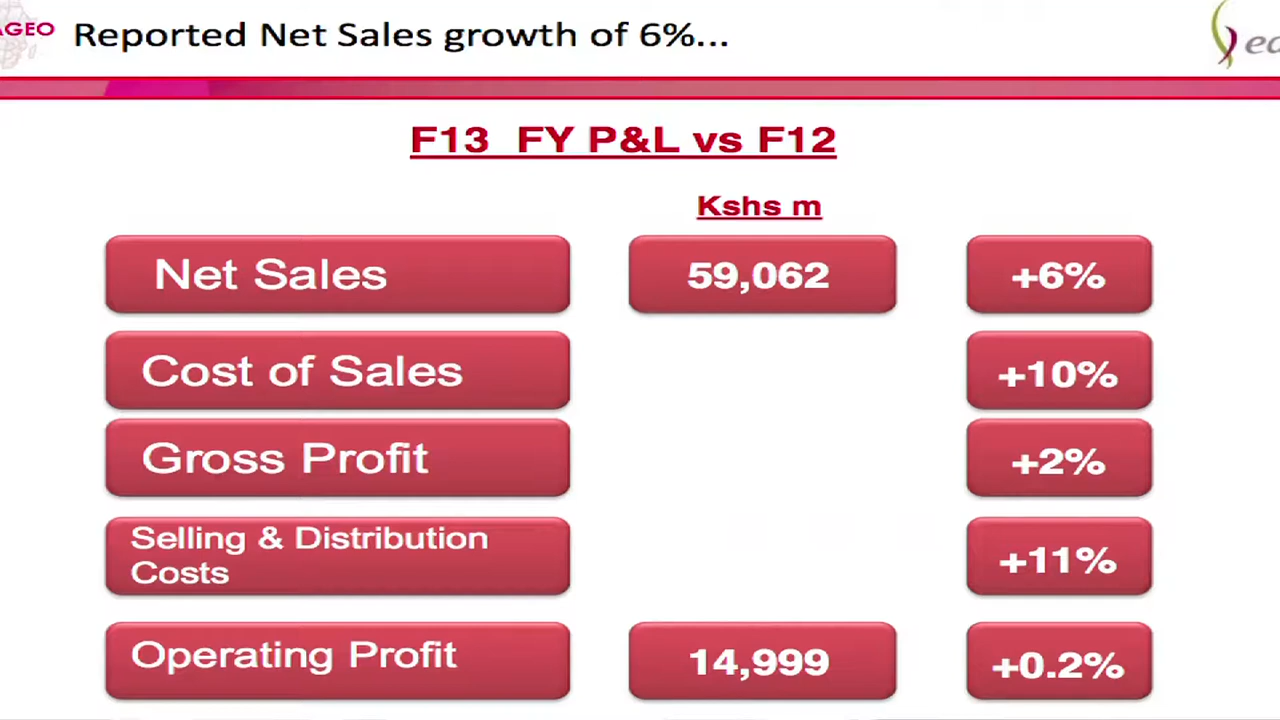 AGEO
Reported Net Sales growth of 6%...
F13 FY P&L vs F12
Kshs m
Net Sales 59,062 +6%
Cost of Sales +10%
Gross Profit +2%
Selling & Distribution
Costs +11%
Operating Profit 14,999 +0.2%